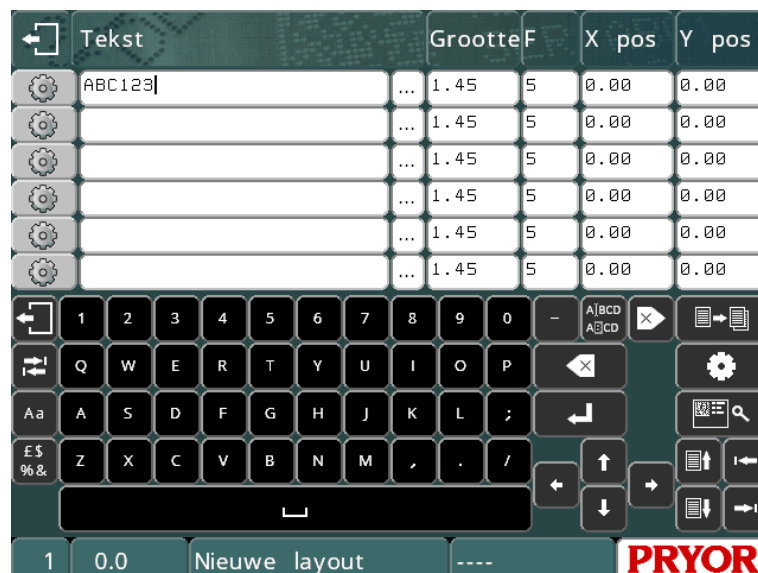 Tekst Grootte F X pos Y pos
ABC123 ... 1.45 5 0.00 0.00
... 1.45 5 0.00 0.00
... 1.45 5 0.00 0.00
... 1.45 5 0.00 0.00
... 1.45 5 0.00 0.00
... 1.45 5 0.00 0.00
1 2 3 4 5 6 7 8 9 0 - A|BCD
ABCD
Q W E R T Y U I O P
Aa A S D F G H J K L ;
£$
%& Z X C V B N M , . /
1 0.0 Nieuwe layout ---- PRYOR